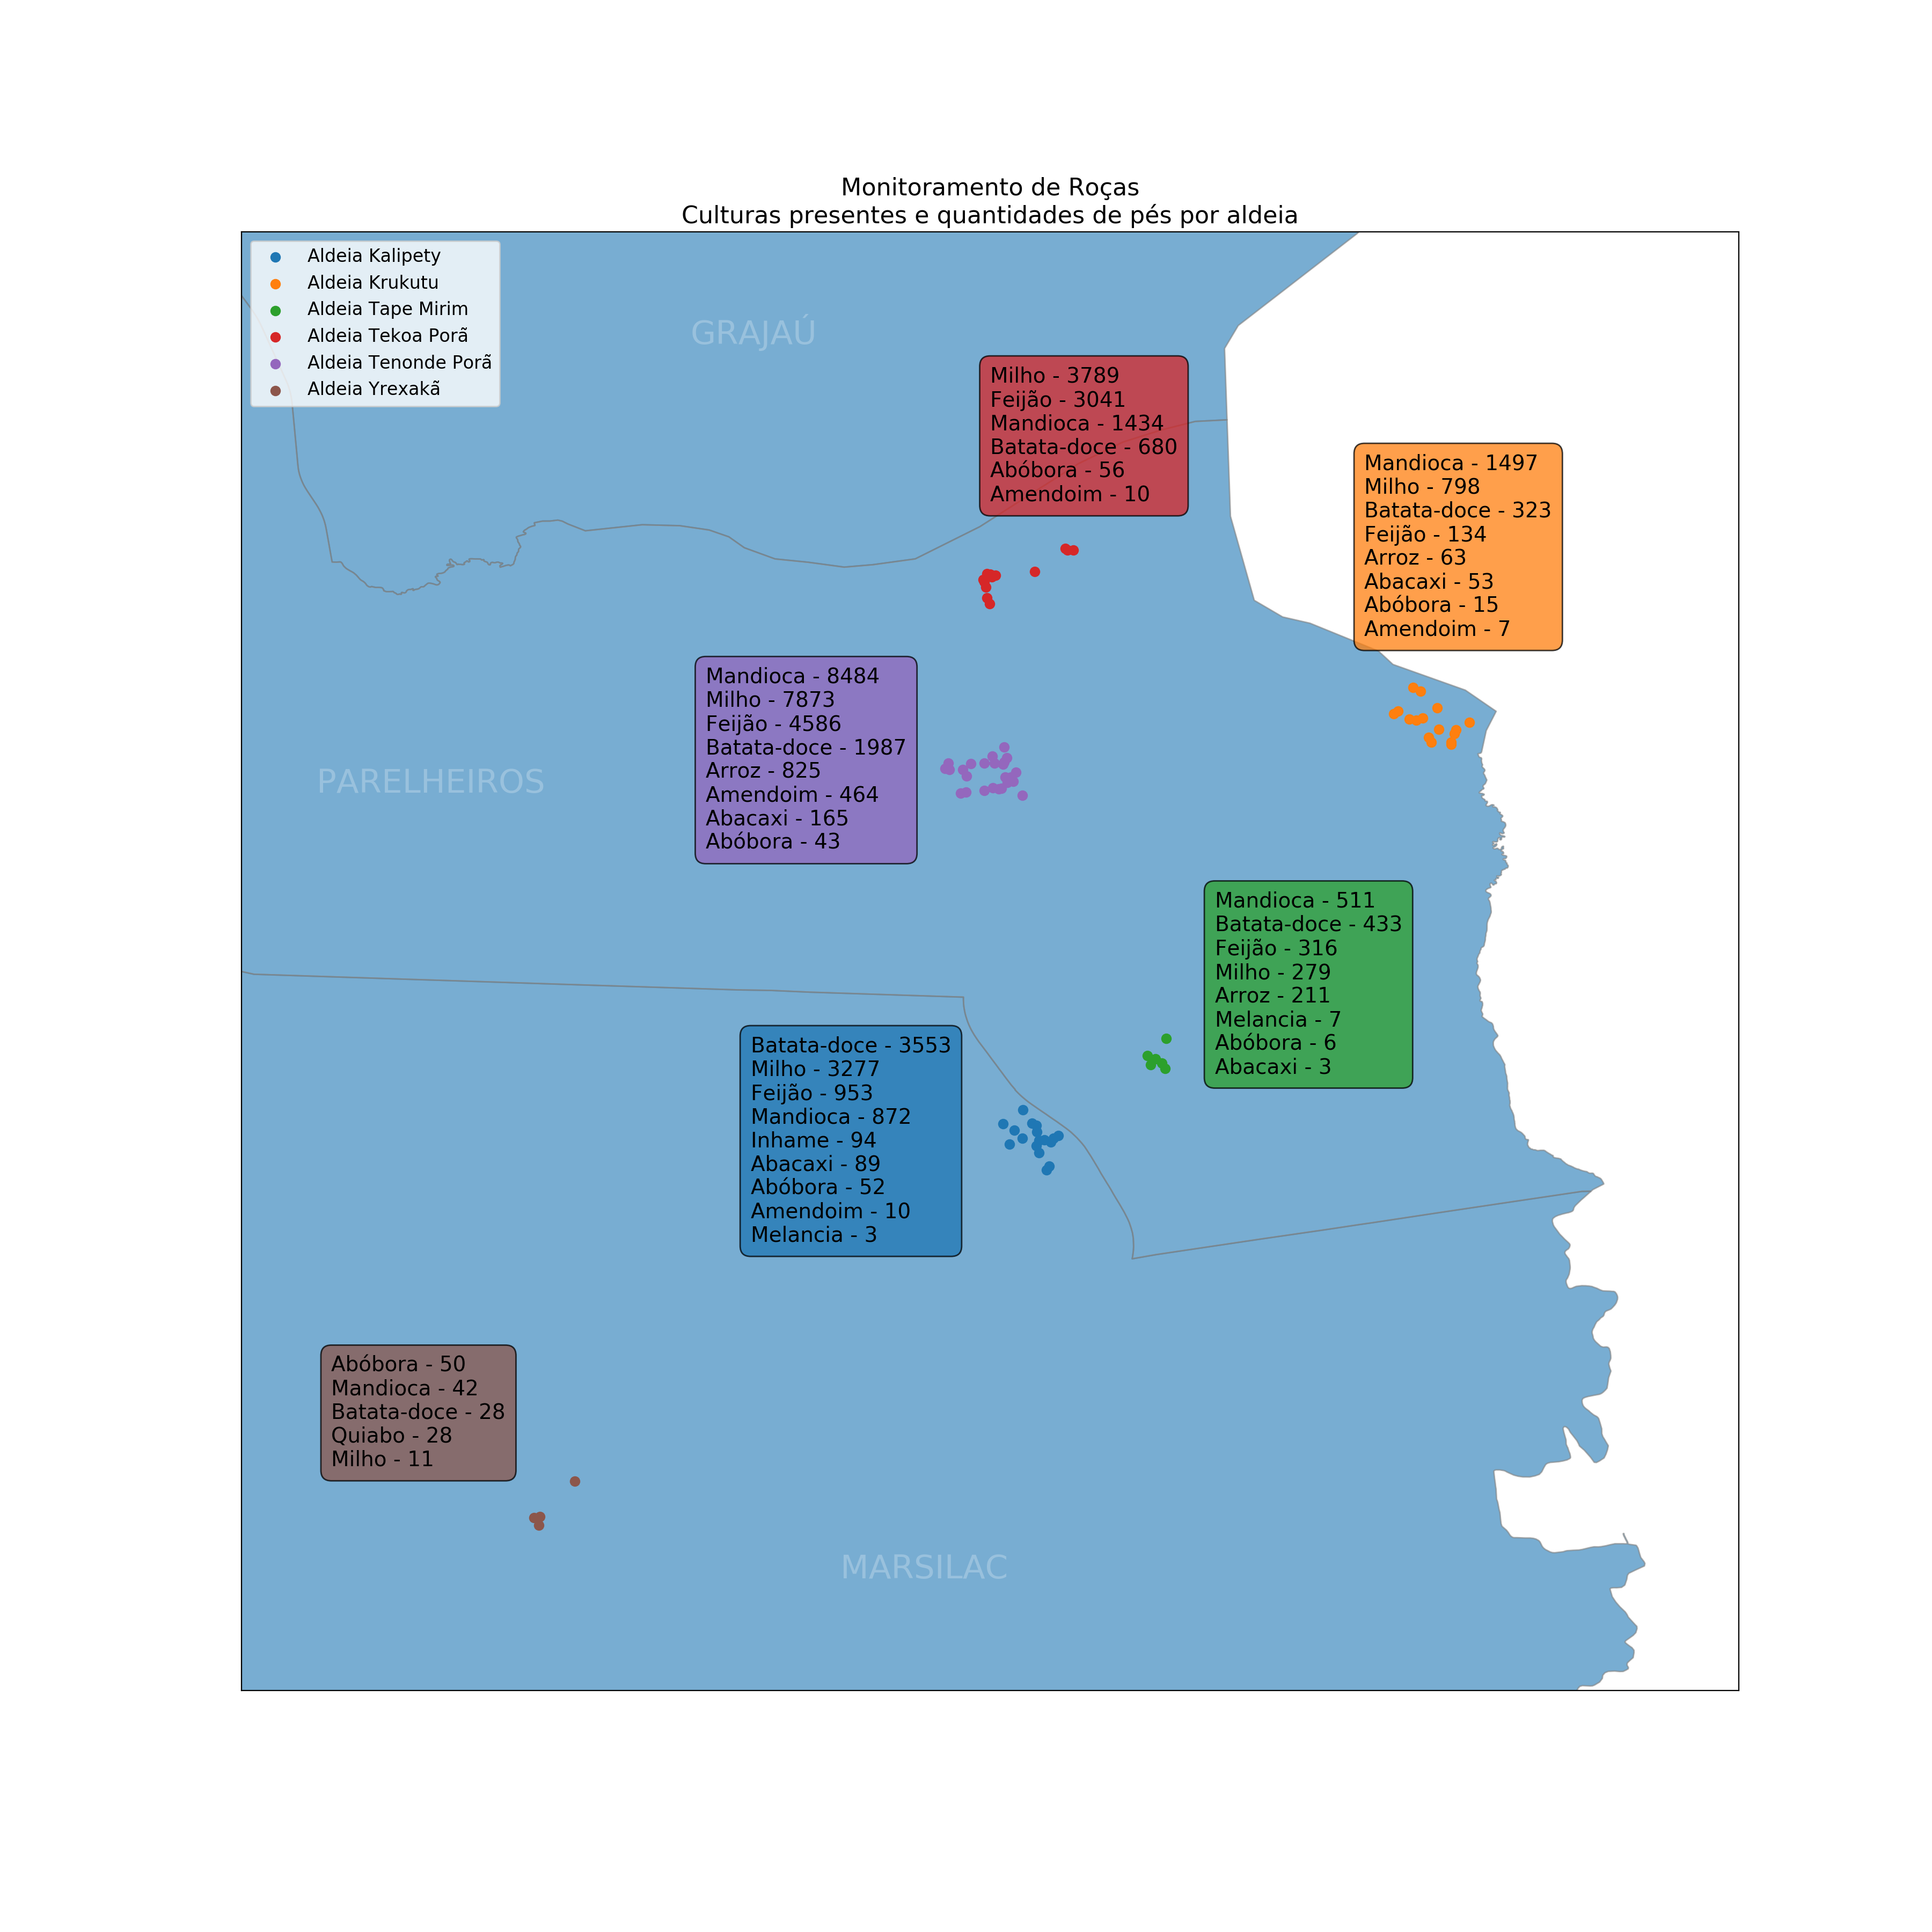 Monitoramento de Roças
Culturas presentes e quantidades de pés por aldeia
Aldeia Kalipety
Aldeia Krukutu
Aldeia Tape Mirim
Aldeia Tekoa Porã
Aldeia Tenonde Porã
Aldeia Yrexakã
GRAJAÚ
Milho - 3789
Feijão - 3041
Mandioca - 1434
Batata-doce - 680
Abóbora - 56
Amendoim - 10
Mandioca - 1497
Milho - 798
Batata-doce - 323
Feijão - 134
Arroz - 63
Abacaxi - 53
Abóbora - 15
Amendoim - 7
Mandioca - 8484
Milho - 7873
Feijão - 4586
Batata-doce - 1987
Arroz - 825
Amendoim - 464
Abacaxi - 165
Abóbora - 43
PARELHEIROS
Mandioca - 511
Batata-doce - 433
Feijão - 316
Milho - 279
Arroz - 211
Melancia - 7
Abóbora - 6
Abacaxi - 3
Batata-doce - 3553
Milho - 3277
Feijão - 953
Mandioca - 872
Inhame - 94
Abacaxi - 89
Abóbora - 52
Amendoim - 10
Melancia - 3
Abóbora - 50
Mandioca - 42
Batata-doce - 28
Quiabo - 28
Milho - 11
MARSILAC